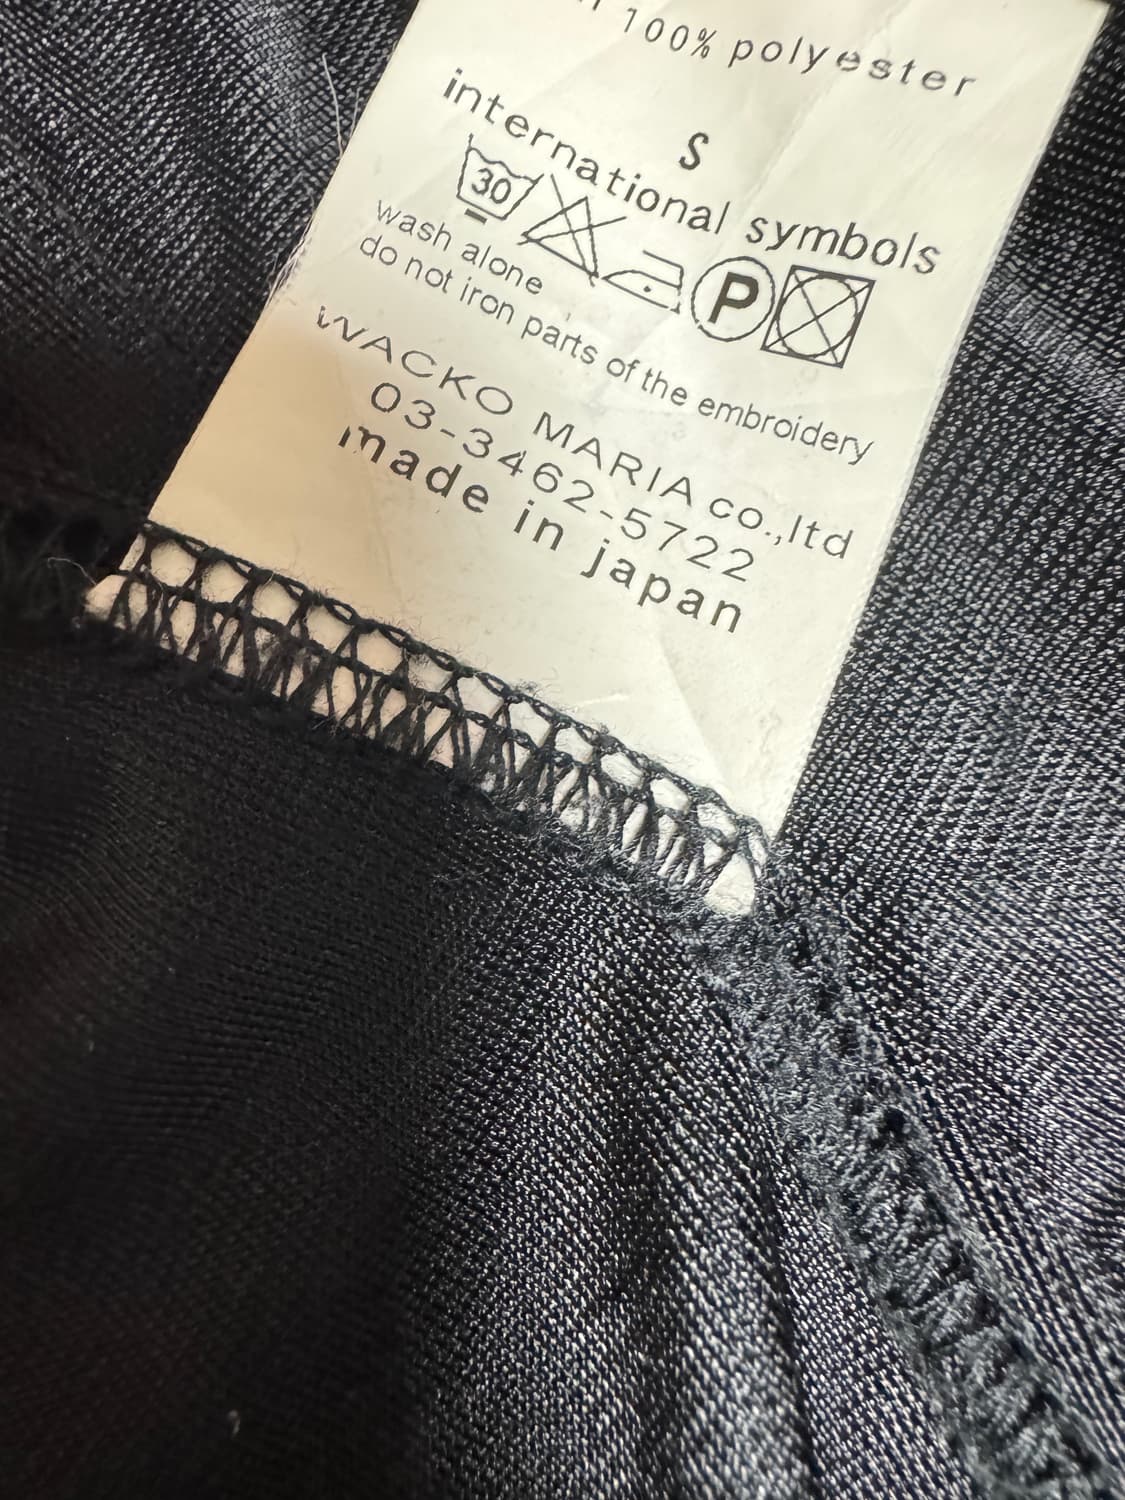 100% polyester
S
international symbols
30 P
wash alone
do not iron parts of the embroidery
WACKO MARIA co.,ltd
03-3462-5722
made in japan